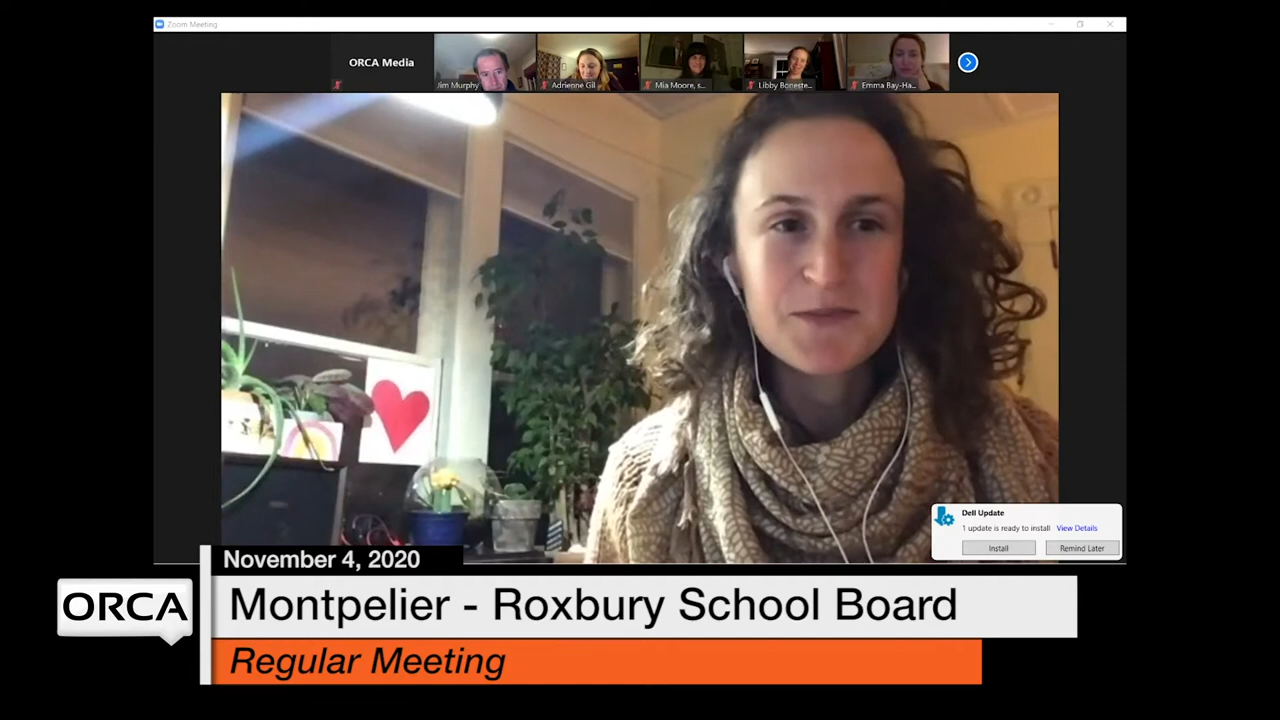 Zoom Meeting
ORCA Media
Jim Murphy
Adrienne Gil
Mia Moore, s...
Libby Boneste...
Emma Bay-Ha...
Dell Update
1 update is ready to install View Details
Install Remind Later
November 4, 2020
ORCA
Montpelier - Roxbury School Board
Regular Meeting